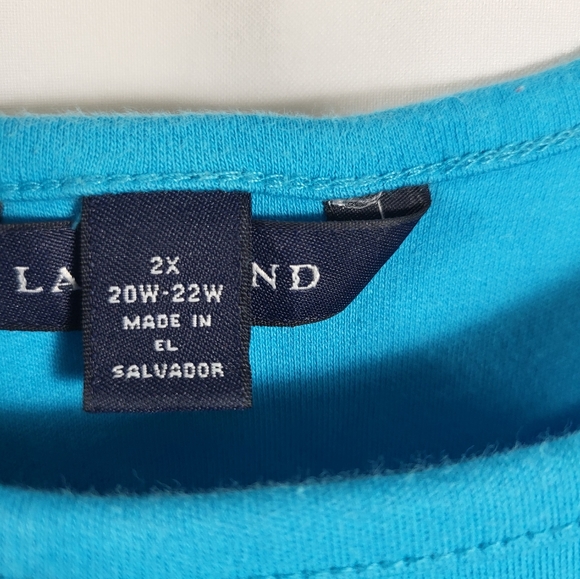 LA ND
2X
20W-22W
MADE IN
EL
SALVADOR